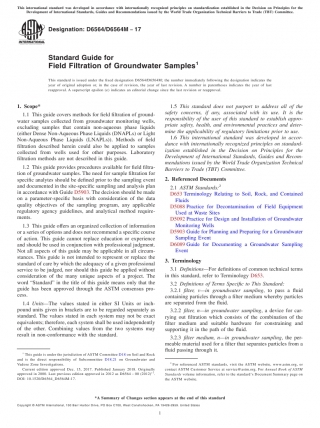 This international standard was developed in accordance with internationally recognized principles on standardization established in the Decision on Principles for the
Development of International Standards, Guides and Recommendations issued by the World Trade Organization Technical Barriers to Trade (TBT) Committee.
INTERNATIONAL
Designation: D6564/D6564M − 17
Standard Guide for
Field Filtration of Groundwater Samples1
This standard is issued under the fixed designation D6564/D6564M; the number immediately following the designation indicates the
year of original adoption or, in the case of revision, the year of last revision. A number in parentheses indicates the year of last
reapproval. A superscript epsilon (ε) indicates an editorial change since the last revision or reapproval.
1. Scope*
1.1 This guide covers methods for field filtration of ground-
water samples collected from groundwater monitoring wells,
excluding samples that contain non-aqueous phase liquids
(either Dense Non-Aqueous Phase Liquids (DNAPLs) or Light
Non-Aqueous Phase Liquids (LNAPLs). Methods of field
filtration described herein could also be applied to samples
collected from wells used for other purposes. Laboratory
filtration methods are not described in this guide.
1.2 This guide provides procedures available for field filtra-
tion of groundwater samples. The need for sample filtration for
specific analytes should be defined prior to the sampling event
and documented in the site-specific sampling and analysis plan
in accordance with Guide D5903. The decision should be made
on a parameter-specific basis with consideration of the data
quality objectives of the sampling program, any applicable
regulatory agency guidelines, and analytical method require-
ments.
1.3 This guide offers an organized collection of information
or a series of options and does not recommend a specific course
of action. This guide cannot replace education or experience
and should be used in conjunction with professional judgment.
Not all aspects of this guide may be applicable in all circum-
stances. This guide is not intended to represent or replace the
standard of care by which the adequacy of a given professional
service to be judged, nor should this guide be applied without
consideration of the many unique aspects of a project. The
word “Standard” in the title of this guide means only that the
guide has been approved through the ASTM consensus pro-
cess.
1.4 Units—The values stated in either SI Units or inch-
pound units given in brackets are to be regarded separately as
standard. The values stated in each system may not be exact
equivalents; therefore, each system shall be used independently
of the other. Combining values from the two systems may
result in non-conformance with the standard.
1 This guide is under the jurisdiction of ASTM Committee D18 on Soil and Rock
and is the direct responsibility of Subcommittee D18.21 on Groundwater and
Vadose Zone Investigations.
Current edition approved Dec. 15, 2017. Published January 2018. Originally
DOI: 10.1520/D6564_D6564M-17.
1.5 This standard does not purport to address all of the
safety concerns, if any, associated with its use. It is the
responsibility of the user of this standard to establish appro-
priate safety, health, and environmental practices and deter-
mine the applicability of regulatory limitations prior to use.
1.6 This international standard was developed in accor-
dance with internationally recognized principles on standard-
ization established in the Decision on Principles for the
Development of International Standards, Guides and Recom-
mendations issued by the World Trade Organization Technical
Barriers to Trade (TBT) Committee.
2. Referenced Documents
2.1 ASTM Standards:2
D653 Terminology Relating to Soil, Rock, and Contained
Fluids
D5088 Practice for Decontamination of Field Equipment
Used at Waste Sites
D5092 Practice for Design and Installation of Groundwater
Monitoring Wells
D5903 Guide for Planning and Preparing for a Groundwater
Sampling Event
D6089 Guide for Documenting a Groundwater Sampling
Event
3. Terminology
3.1 Definitions—For definitions of common technical terms
in this standard, refer to Terminology D653.
3.2 Definitions of Terms Specific to This Standard:
3.2.1 filter, v—in groundwater sampling, to pass a fluid
containing particles through a filter medium whereby particles
are separated from the fluid.
3.2.2 filter, n—in groundwater sampling, a device for car-
rying out filtration which consists of the combination of the
filter medium and suitable hardware for constraining and
supporting it in the path of the fluid.
3.2.3 filter medium, n—in groundwater sampling, the per-
meable material used for a filter that separates particles from a
fluid passing through it.
2 For referenced ASTM standards, visit the ASTM website, www.astm.org, or
contact ASTM Customer Service at service@astm.org. For Annual Book of ASTM
Standards volume information, refer to the standard’s Document Summary page on
the ASTM website.
*A Summary of Changes section appears at the end of this standard
Copyright © ASTM International, 100 Barr Harbor Drive, PO Box C700, West Conshohocken, PA 19428-2959. United States
1